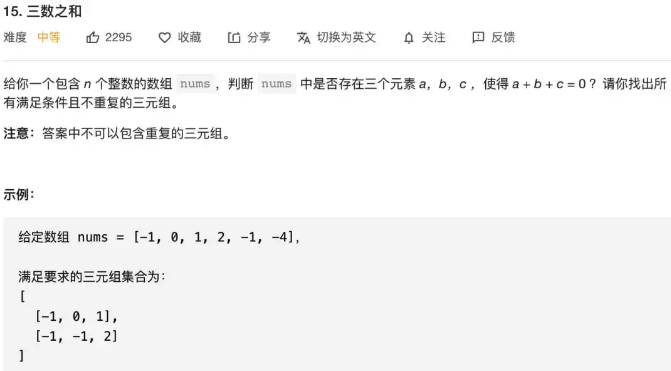 15. 三数之和
难度 中等 2295 收藏 分享 切换为英文 关注 反馈
给你一个包含 n 个整数的数组 nums，判断 nums 中是否存在三个元素 a，b，c ，使得 a + b + c = 0 ？请你找出所
有满足条件且不重复的三元组。
注意：答案中不可以包含重复的三元组。
示例：
给定数组 nums = [-1, 0, 1, 2, -1, -4]，
满足要求的三元组集合为：
[
[-1, 0, 1],
[-1, -1, 2]
]